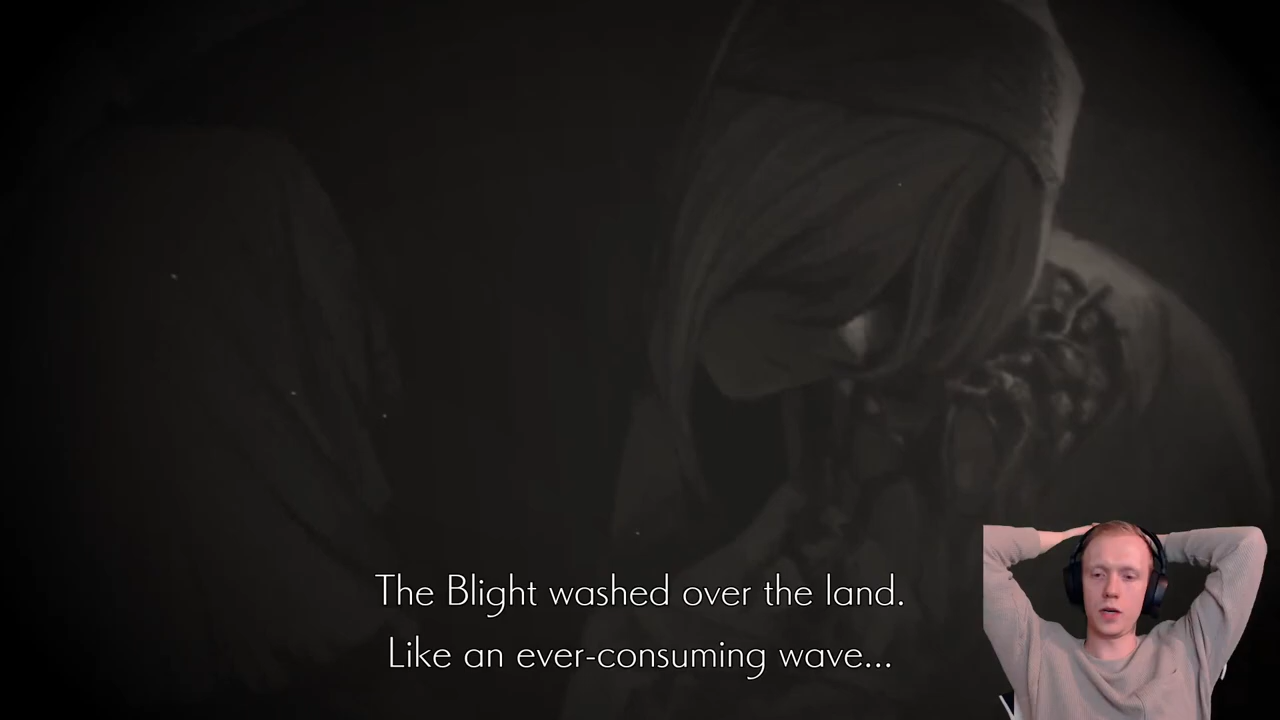 The Blight washed over the land.
Like an ever-consuming wave...